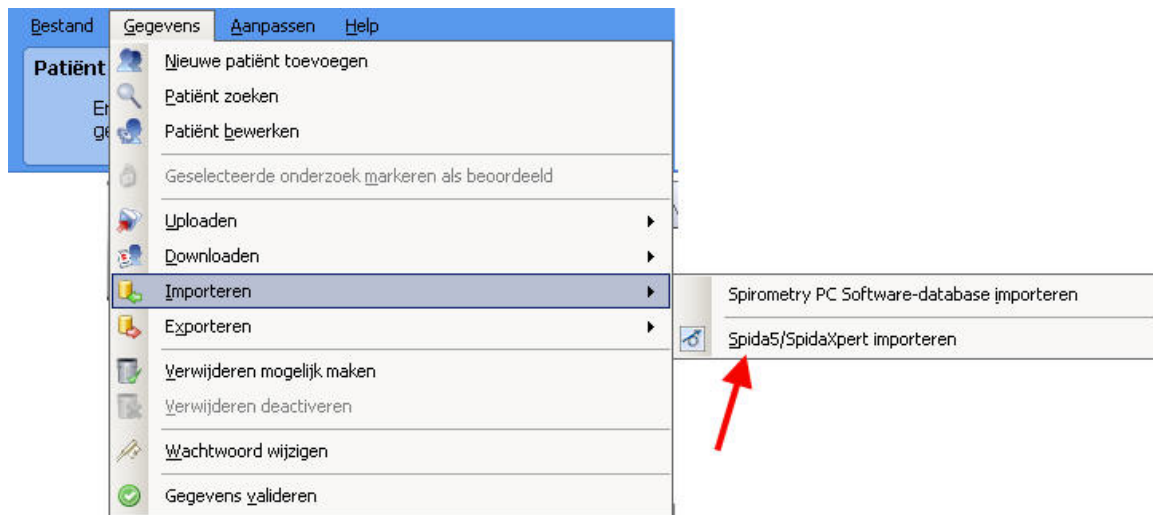 Bestand Gegevens Aanpassen Help
Patiënt
Nieuwe patiënt toevoegen
Patiënt zoeken
Patiënt bewerken
Geselecteerde onderzoek markeren als beoordeeld
Uploaden
Downloaden
Importeren
Spirometry PC Software-database importeren
Exporteren
Spida5/SpidaXpert importeren
Verwijderen mogelijk maken
Verwijderen deactiveren
Wachtwoord wijzigen
Gegevens valideren